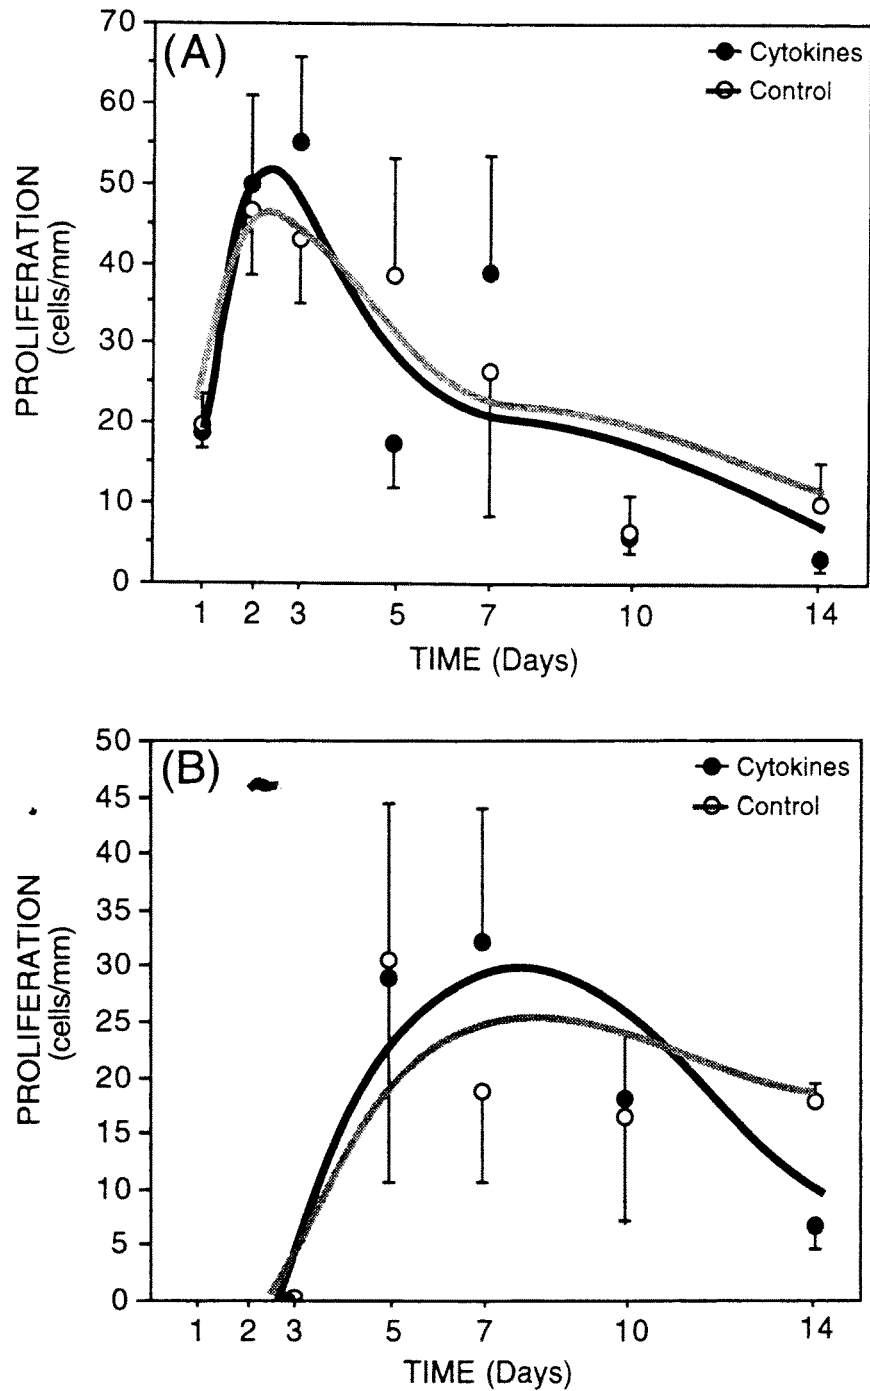 (A)
Cytokines
Control
PROLIFERATION
(cells/mm)
70
60
50
40
30
20
10
0
1 2 3 5 7 10 14
TIME (Days)
(B)
Cytokines
Control
PROLIFERATION
(cells/mm)
50
45
40
35
30
25
20
15
10
5
0
1 2 3 5 7 10 14
TIME (Days)